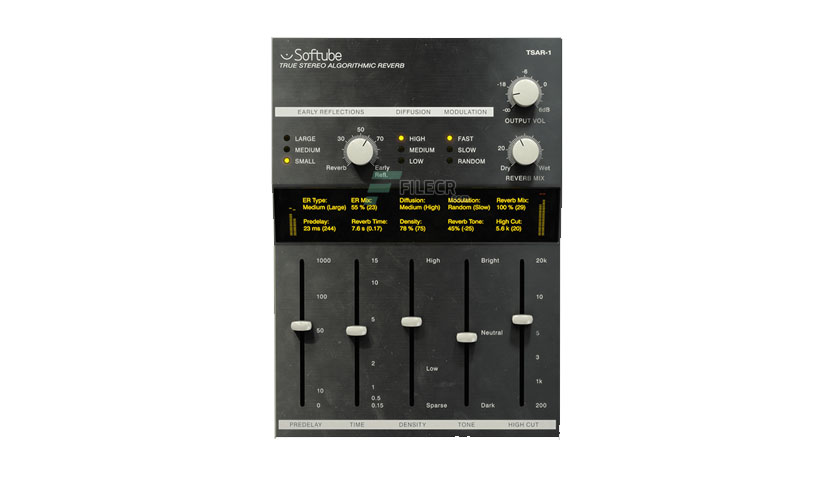 Softube
TRUE STEREO ALGORITHMIC REVERB
TSAR-1
-6
-18 0
-∞ 6dB
OUTPUT VOL
EARLY REFLECTIONS DIFFUSION MODULATION
LARGE
MEDIUM
SMALL
50
30 70
Reverb Early Refl.
HIGH
MEDIUM
LOW
FAST
SLOW
RANDOM
20
Dry Wet
REVERB MIX
FILECR
ER Type: ER Mix: Diffusion: Modulation: Reverb Mix:
Medium (Large) 55 % (23) Medium (High) Random (Slow) 100 % (29)
Predelay: Reverb Time: Density: Reverb Tone: High Cut:
23 ms (244) 7.6 s (0.17) 78 % (75) 45% (-25) 5.6 k (20)
1000 15 High Bright 20k
10
100 10
50 5 Neutral 5
2 3
Low
10 1 1k
0.5
0 0.15 Sparse Dark 200
PREDELAY TIME DENSITY TONE HIGH CUT